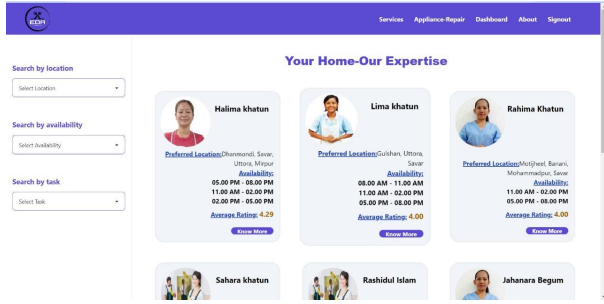 EDR
Services Appliance-Repair Dashboard About Signout
Your Home-Our Expertise
Search by location
Select Location
Search by availability
Select Availability
Search by task
Select Task
Halima khatun
Preferred Location:Dhanmondi, Savar,
Uttora, Mirpur
Availability:
05.00 PM - 08.00 PM
11.00 AM - 02.00 PM
02.00 PM - 05.00 PM
Average Rating: 4.29
Know More
Lima khatun
Preferred Location:Gulshan, Uttora,
Savar
Availability:
08.00 AM - 11.00 AM
11.00 AM - 02.00 PM
05.00 PM - 08.00 PM
Average Rating: 4.00
Know More
Rahima Khatun
Preferred Location:Motijheel, Banani,
Mohammadpur, Savar
Availability:
11.00 AM - 02.00 PM
05.00 PM - 08.00 PM
Average Rating: 4.00
Know More
Sahara khatun
Rashidul Islam
Jahanara Begum